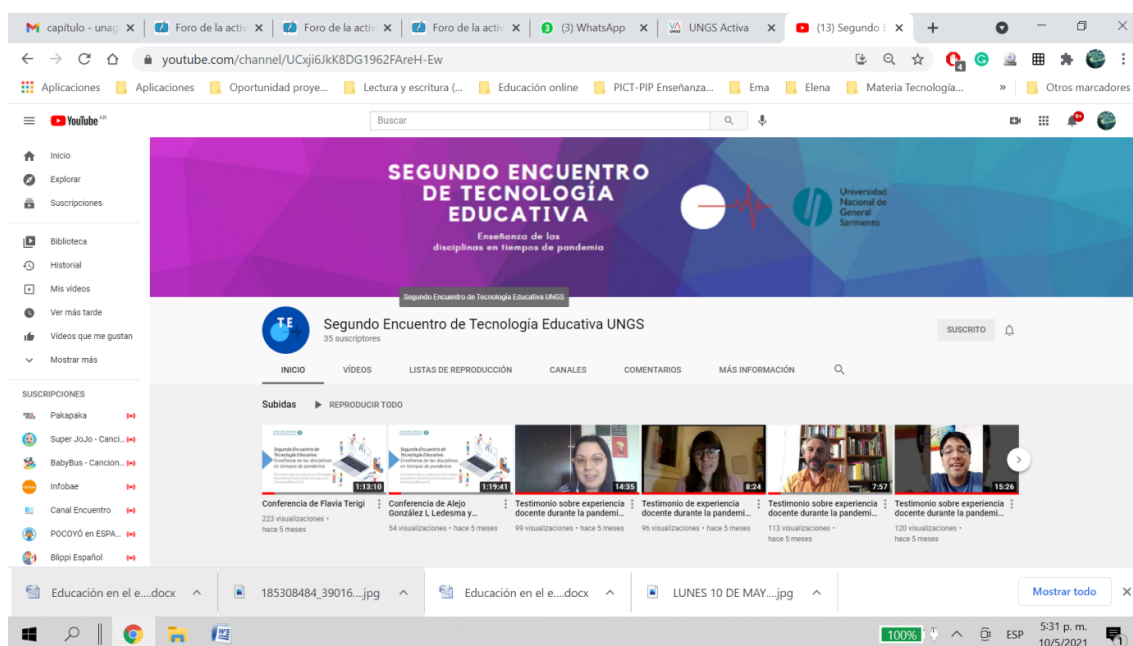 capítulo - unag
Foro de la activ
Foro de la activ
Foro de la activ
(3) WhatsApp
UNGS Activa
(13) Segundo E
youtube.com/channel/UCxji6JkK8DG1962FAreH-Ew
Aplicaciones
Aplicaciones
Oportunidad proye...
Lectura y escritura (...
Educación online
PICT-PIP Enseñanza...
Ema
Elena
Materia Tecnología...
»
Otros marcadores
YouTube AR
Buscar
9+
Inicio
Explorar
Suscripciones
Biblioteca
Historial
Mis vídeos
Ver más tarde
Vídeos que me gustan
Mostrar más
SUSCRIPCIONES
Pakapaka
Super JoJo - Canci...
BabyBus - Cancion...
Infobae
Canal Encuentro
POCOYÓ en ESPA...
Blippi Español
SEGUNDO ENCUENTRO
DE TECNOLOGÍA
EDUCATIVA
Enseñanza de las
disciplinas en tiempos de pandemia
Universidad
Nacional de
General
Sarmiento
Segundo Encuentro de Tecnología Educativa UNGS
TE
Segundo Encuentro de Tecnología Educativa UNGS
35 suscriptores
SUSCRITO
INICIO
VÍDEOS
LISTAS DE REPRODUCCIÓN
CANALES
COMENTARIOS
MÁS INFORMACIÓN
Subidas
REPRODUCIR TODO
Segundo Encuentro de
Tecnología Educativa
Enseñanza de las disciplinas
en tiempos de pandemia
1:13:10
Conferencia de Flavia Terigi
223 visualizaciones •
hace 5 meses
Segundo Encuentro de
Tecnología Educativa
Enseñanza de las disciplinas
en tiempos de pandemia
1:19:41
Conferencia de Alejo
González L Ledesma y...
54 visualizaciones • hace 5 meses
14:35
Testimonio sobre experiencia
docente durante la pandemi...
99 visualizaciones • hace 5 meses
8:24
Testimonio de experiencia
docente durante la pandemi...
96 visualizaciones • hace 5 meses
7:57
Testimonio sobre experiencia
docente durante la pandemi...
113 visualizaciones •
hace 5 meses
15:26
Testimonio sobre experiencia
docente durante la pandemi...
120 visualizaciones •
hace 5 meses
Educación en el e....docx
185308484_39016....jpg
Educación en el e....docx
LUNES 10 DE MAY....jpg
Mostrar todo
100%
ESP
5:31 p. m.
10/5/2021
1